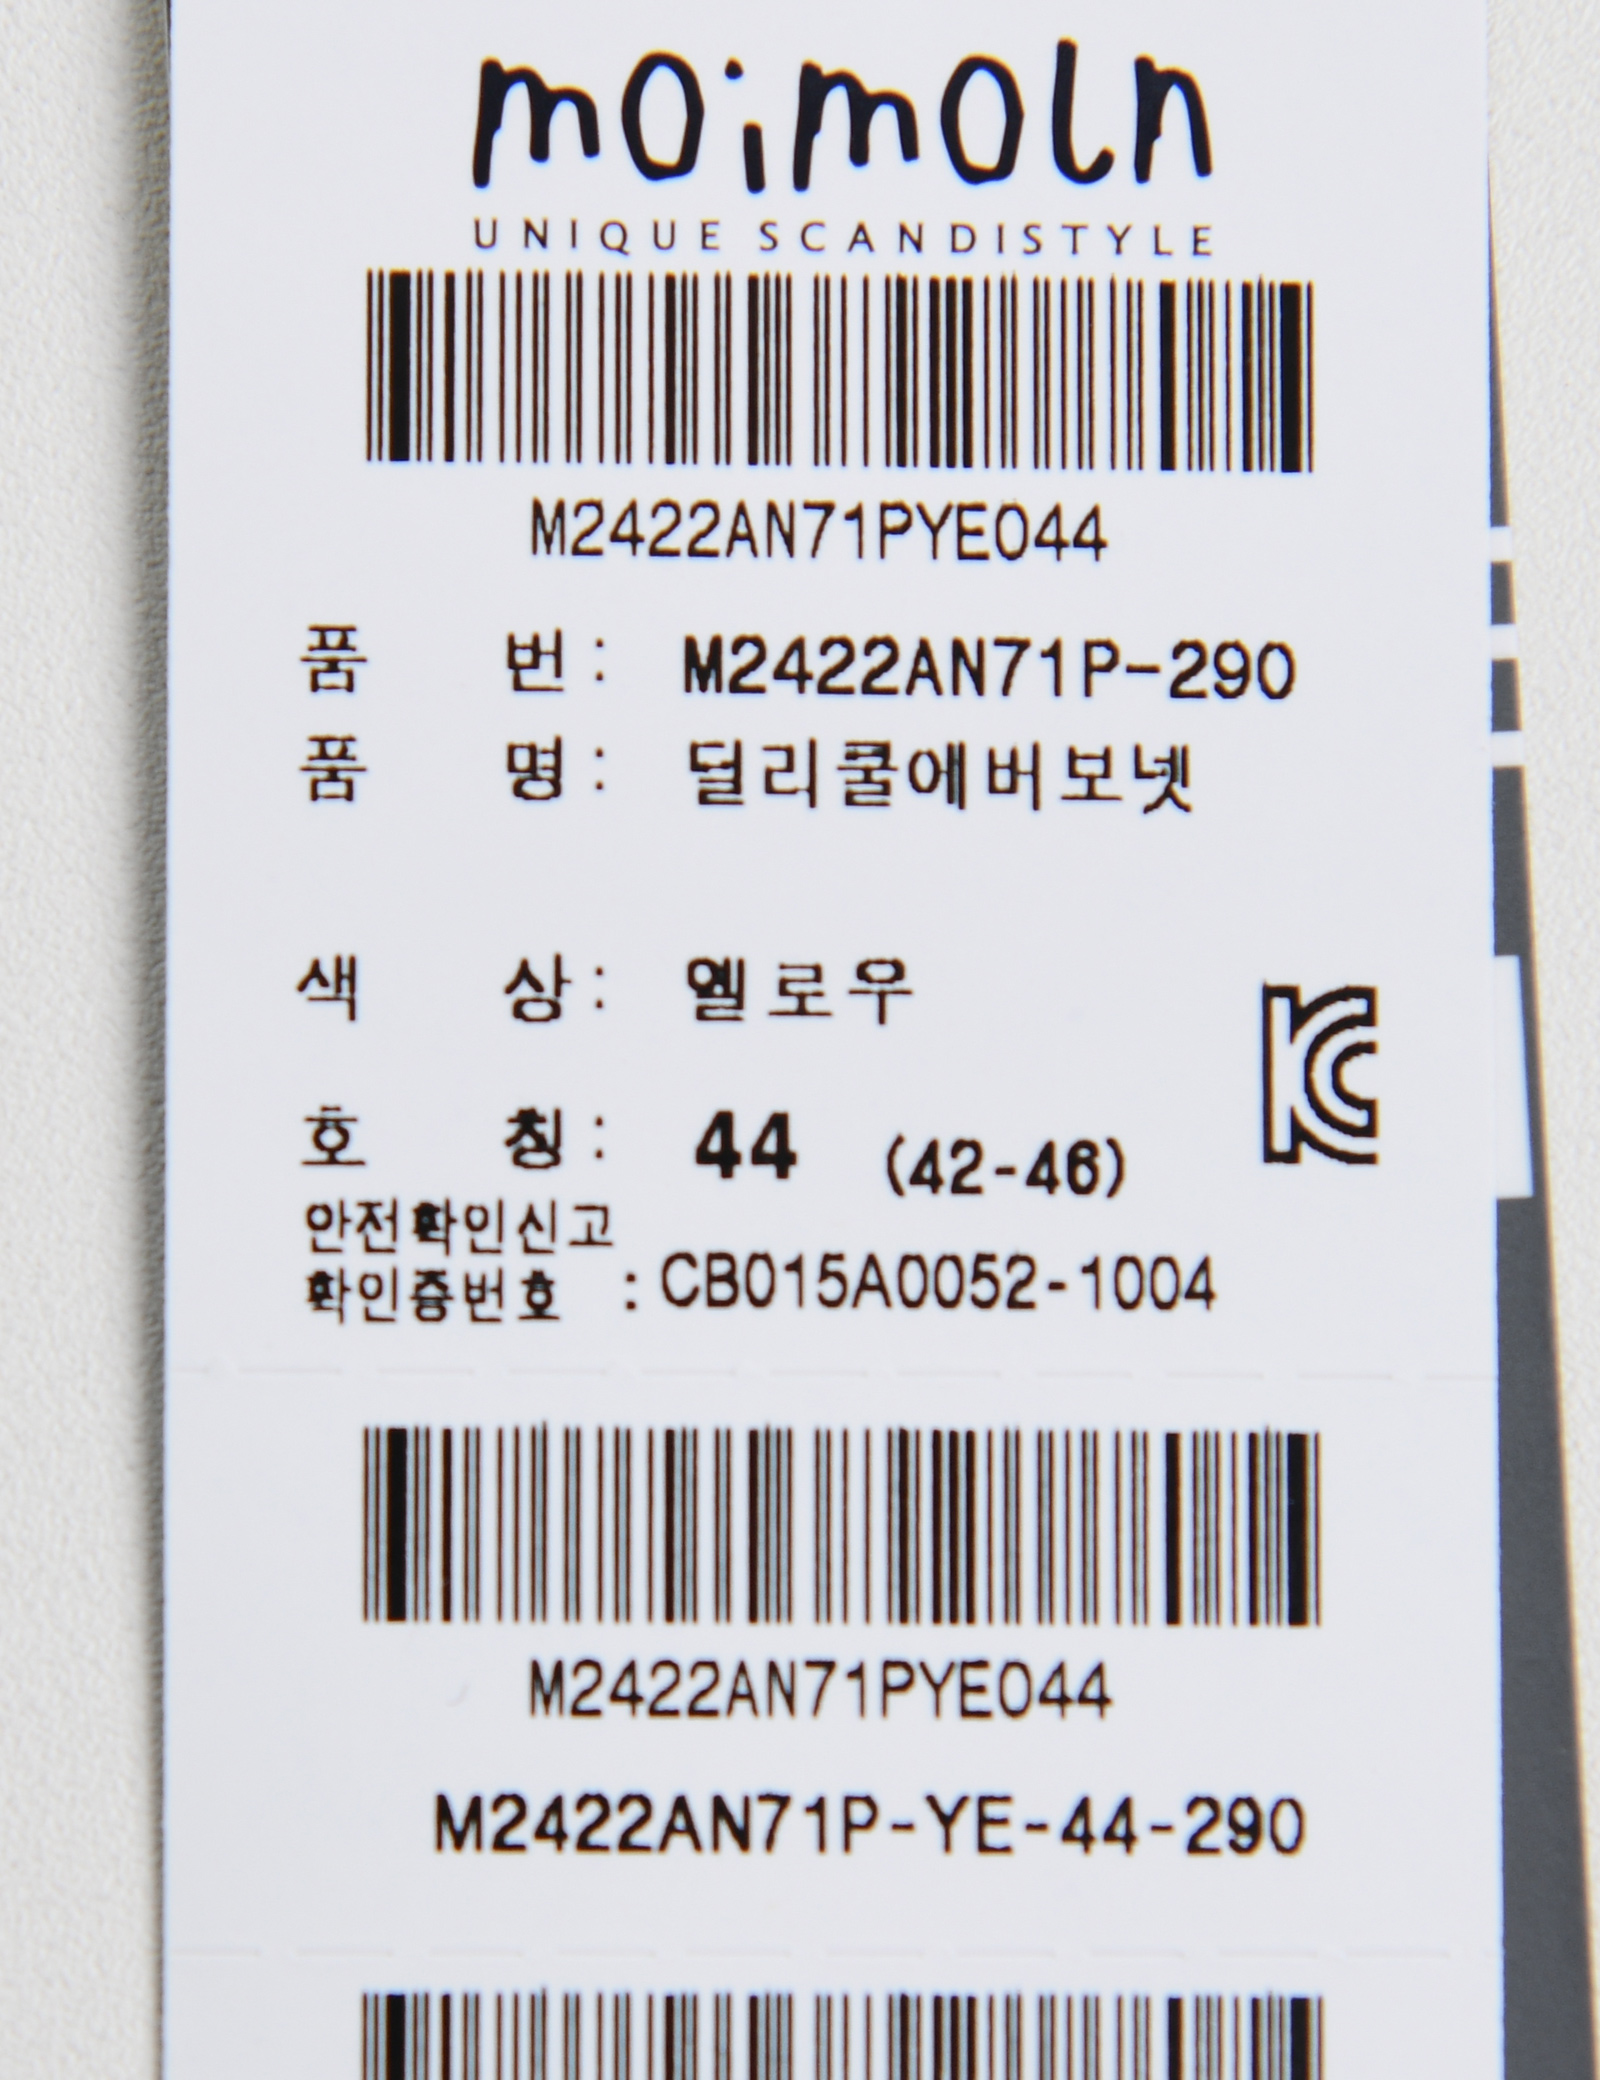 moimoln
UNIQUE SCANDISTYLE
M2422AN71PYE044
품 번 : M2422AN71P-290
품 명 : 덜리쿨에버보넷
색 상 : 옐로우
호 칭 : 44 (42-46)
KC
안전확인신고
확인증번호 : CB015A0052-1004
M2422AN71PYE044
M2422AN71P-YE-44-290